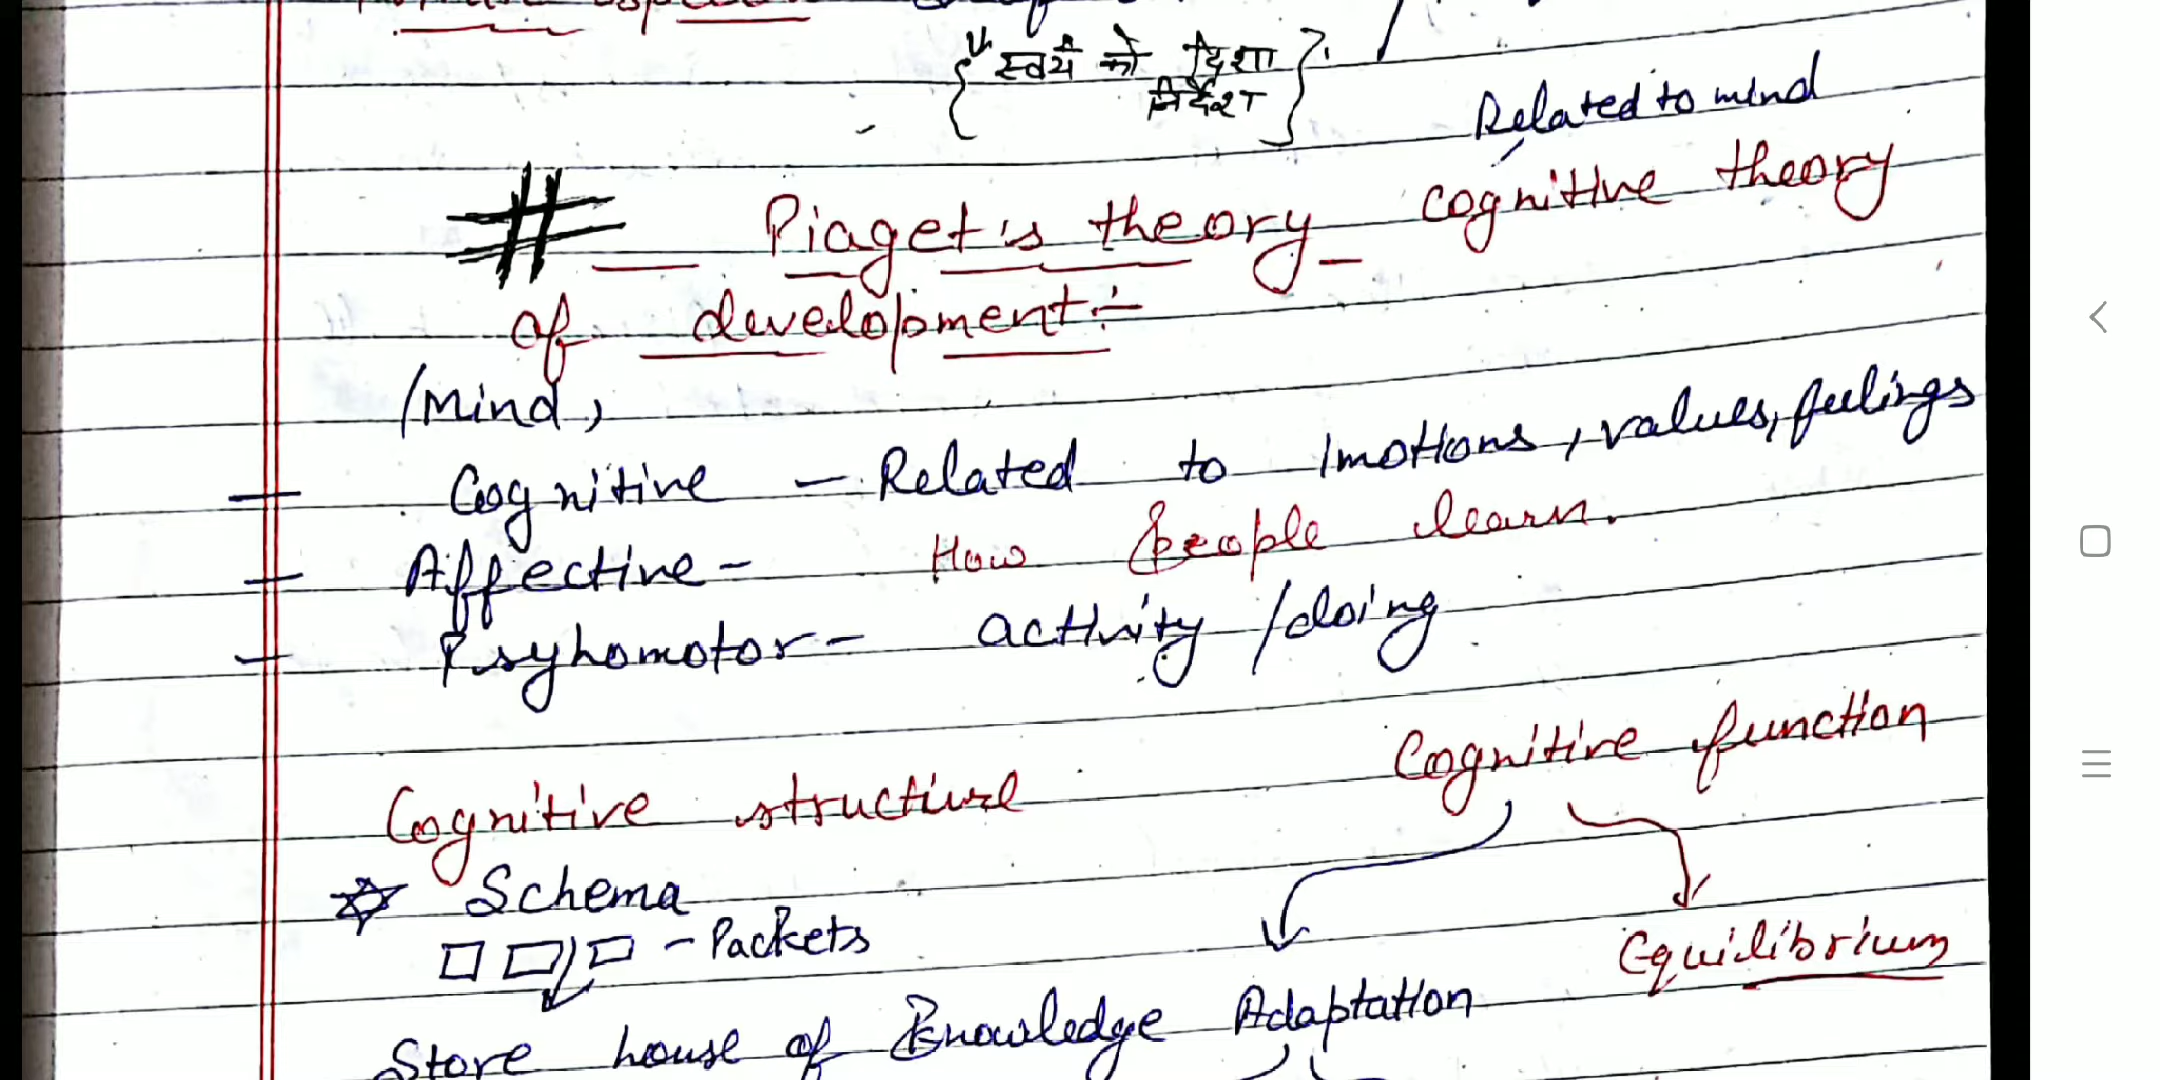 { स्वयं को दिशा
निर्देश }
Related to mind
# Piaget's theory cognitive theory
of development :-
/Mind,
— Cognitive — Related to Imotions, values, feelings
— Affective - How people learn.
— Psyhomotor - activity / doing
Cognitive structure Cognitive function
Schema
- Packets
Equilibrium
Store house of Knowledge Adaptation